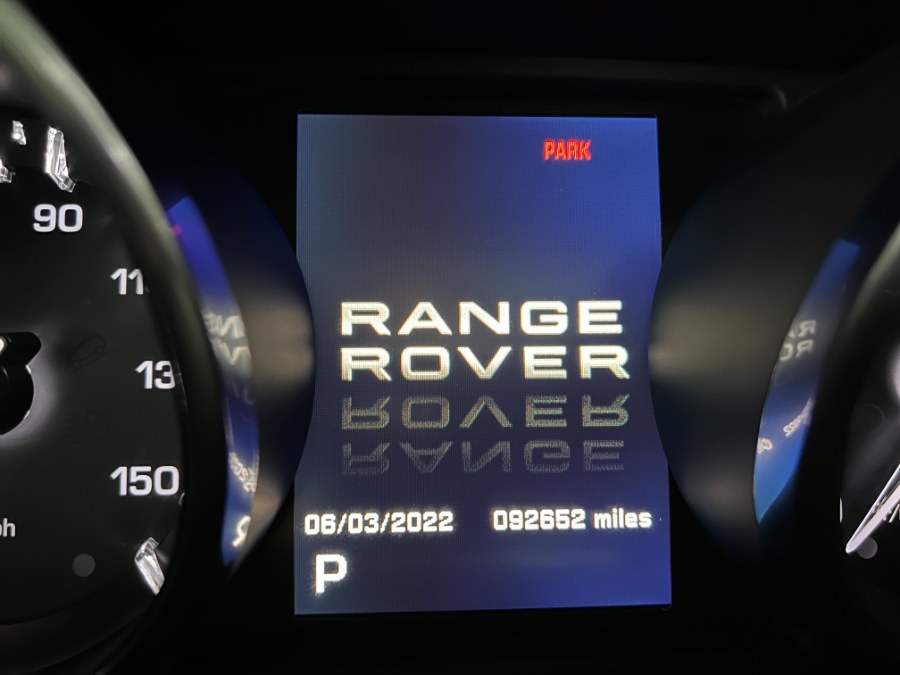 PARK
90
RANGE
ROVER
150
06/03/2022 092652 miles
P